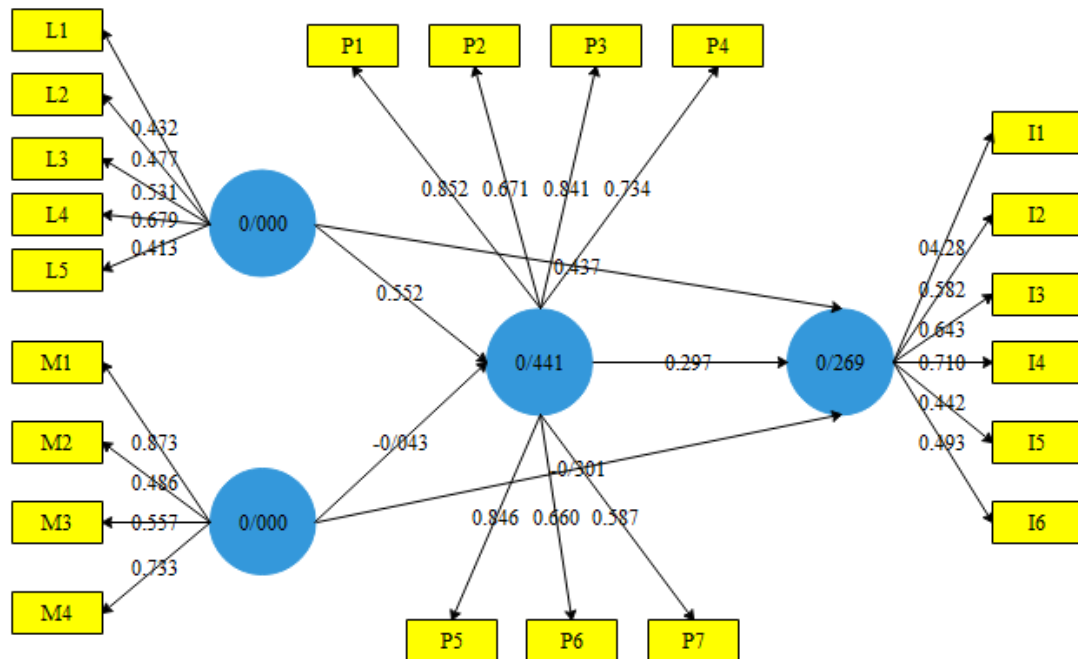 L1
L2
L3
L4
L5
0.432
0.477
0.531
0.679
0.413
0/000
M1
M2
M3
M4
0.873
0.486
0.557
0.733
0/000
P1
P2
P3
P4
0.852
0.671
0.841
0.734
0.552
0.437
-0/043
-0/301
0/441
0.297
0/269
0.846
0.660
0.587
P5
P6
P7
04.28
0.582
0.643
0.710
0.442
0.493
I1
I2
I3
I4
I5
I6